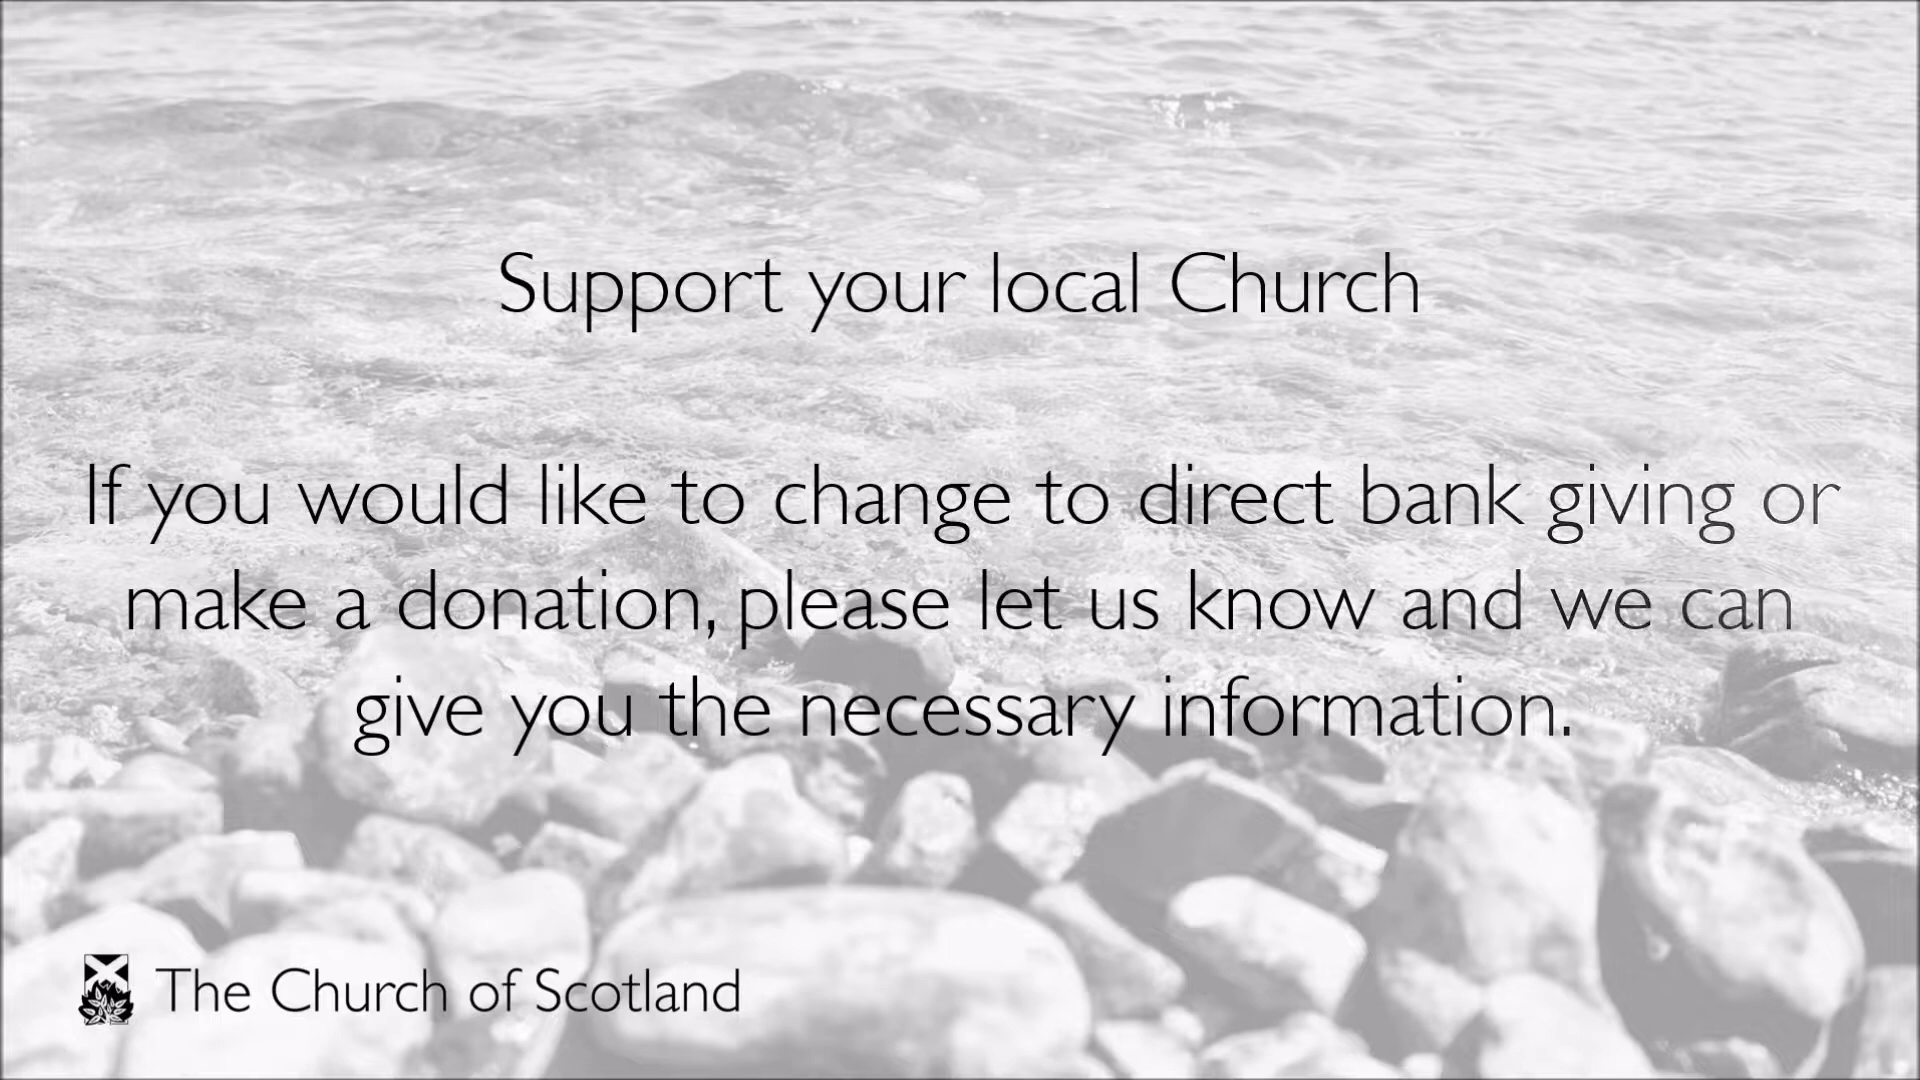 Support your local Church
If you would like to change to direct bank giving or
make a donation, please let us know and we can
give you the necessary information.
The Church of Scotland